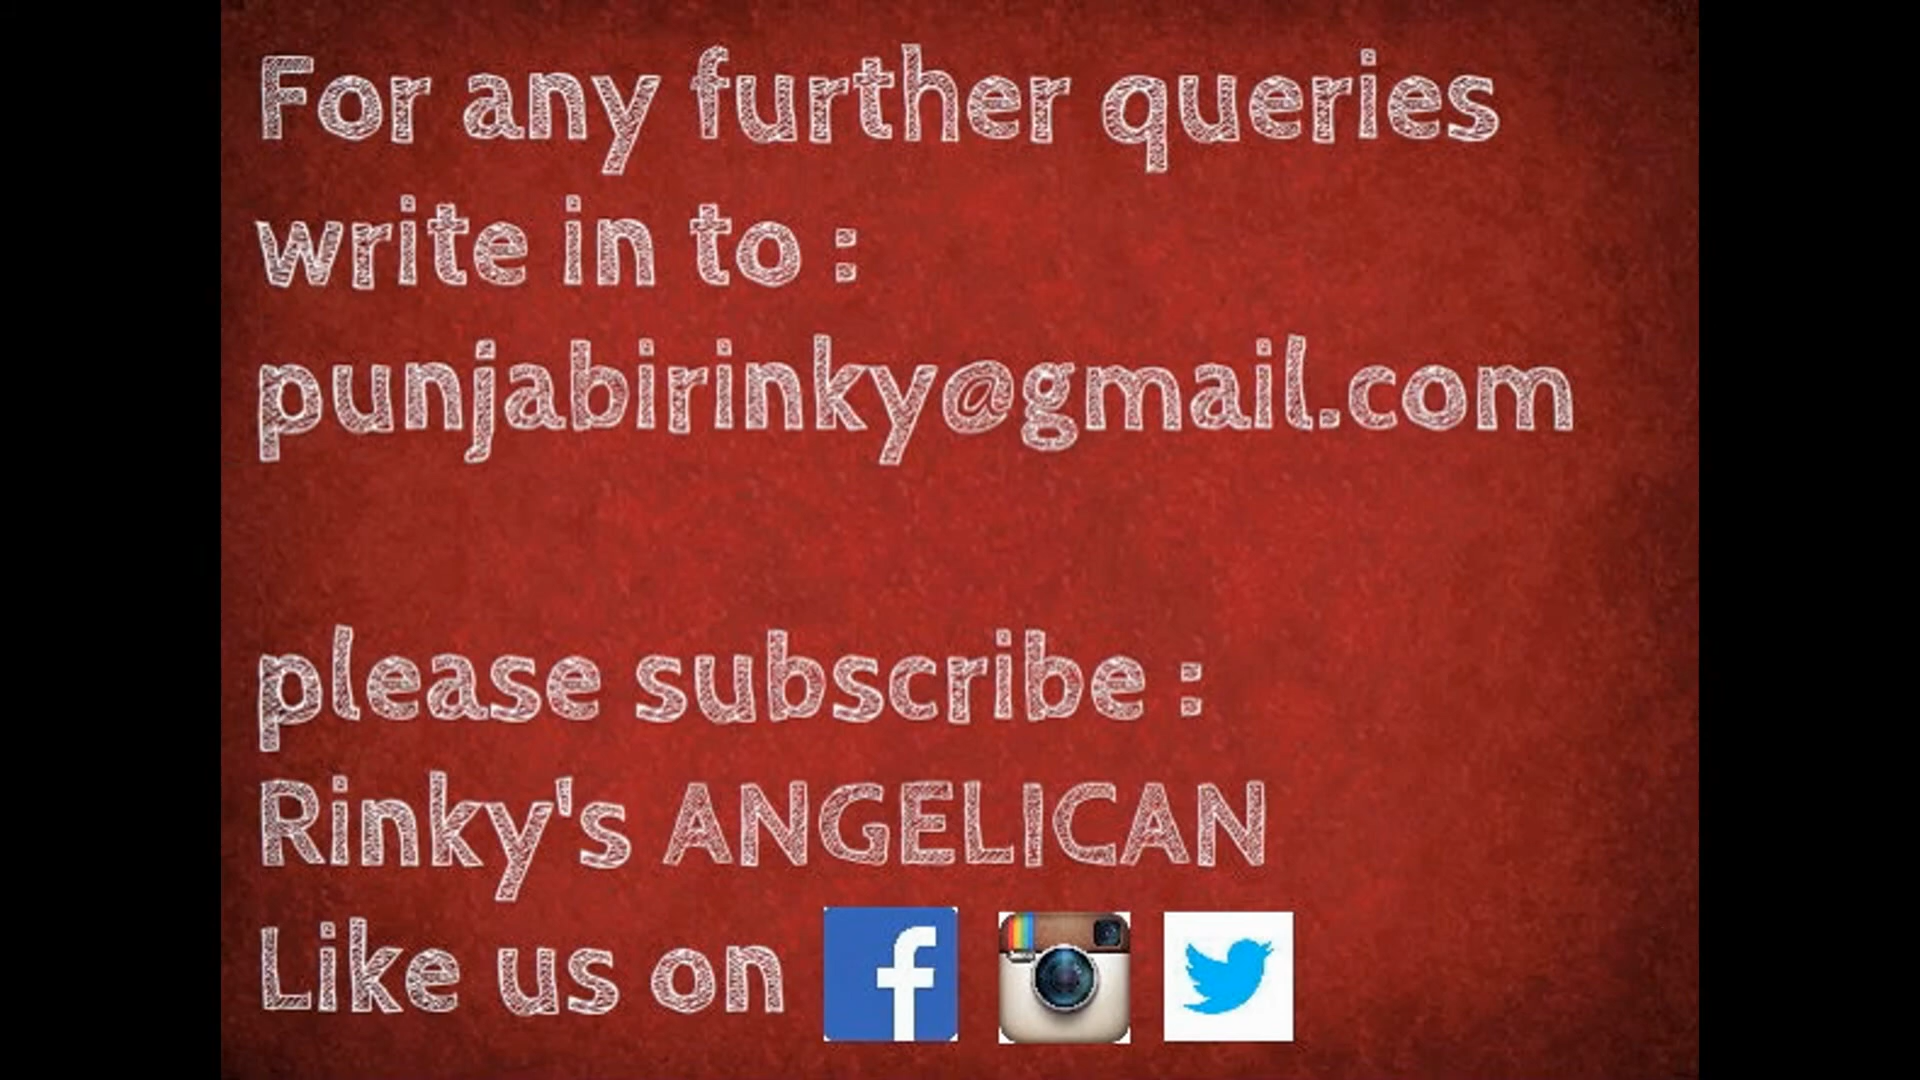 For any further queries
write in to :
punjabirinky@gmail.com
please subscribe :
Rinky's ANGELICAN
Like us on